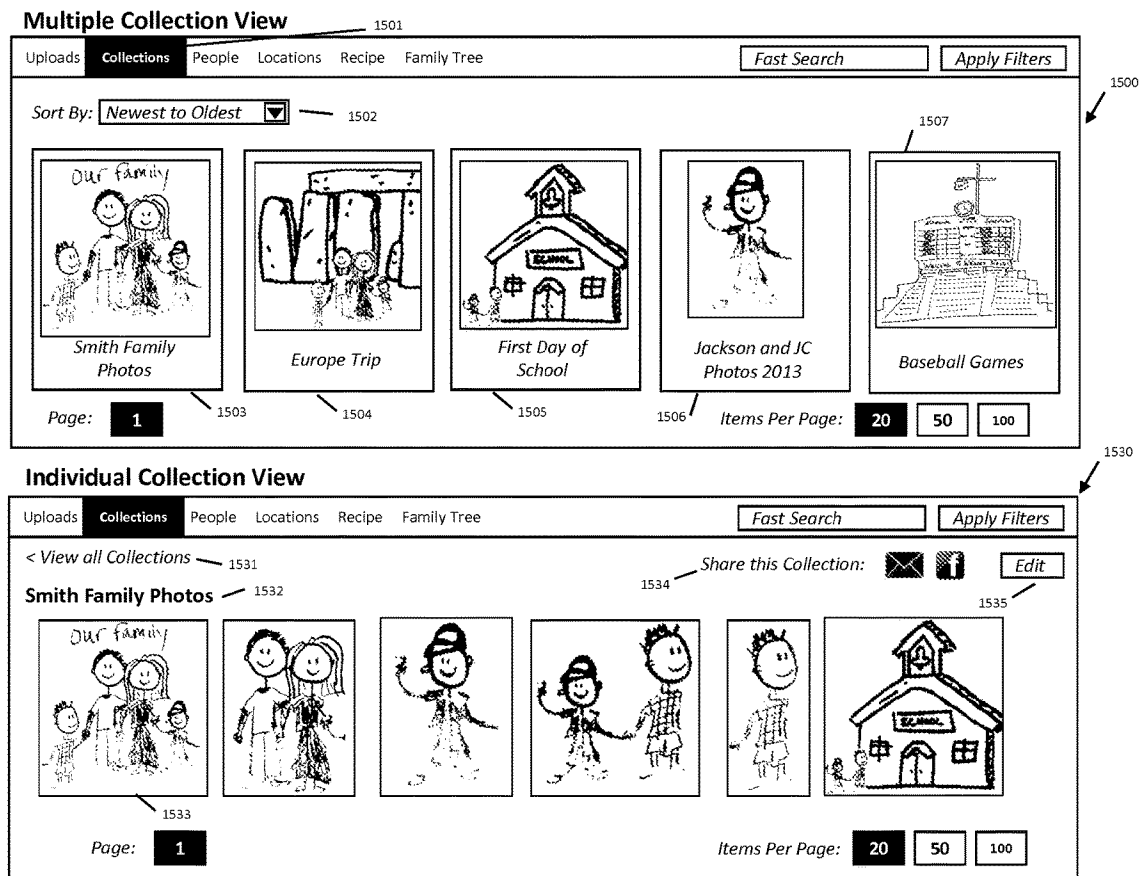 Multiple Collection View
1501
Uploads Collections People Locations Recipe Family Tree Fast Search Apply Filters
1500
Sort By: Newest to Oldest 1502
1507
our family
SCHOOL
Smith Family
Photos
Europe Trip
First Day of
School
Jackson and JC
Photos 2013
Baseball Games
1503 1504 1505 1506
Page: 1 Items Per Page: 20 50 100
1530
Individual Collection View
Uploads Collections People Locations Recipe Family Tree Fast Search Apply Filters
< View all Collections 1531 1534 Share this Collection: f Edit
Smith Family Photos 1532 1535
our family
SCHOOL
1533
Page: 1 Items Per Page: 20 50 100